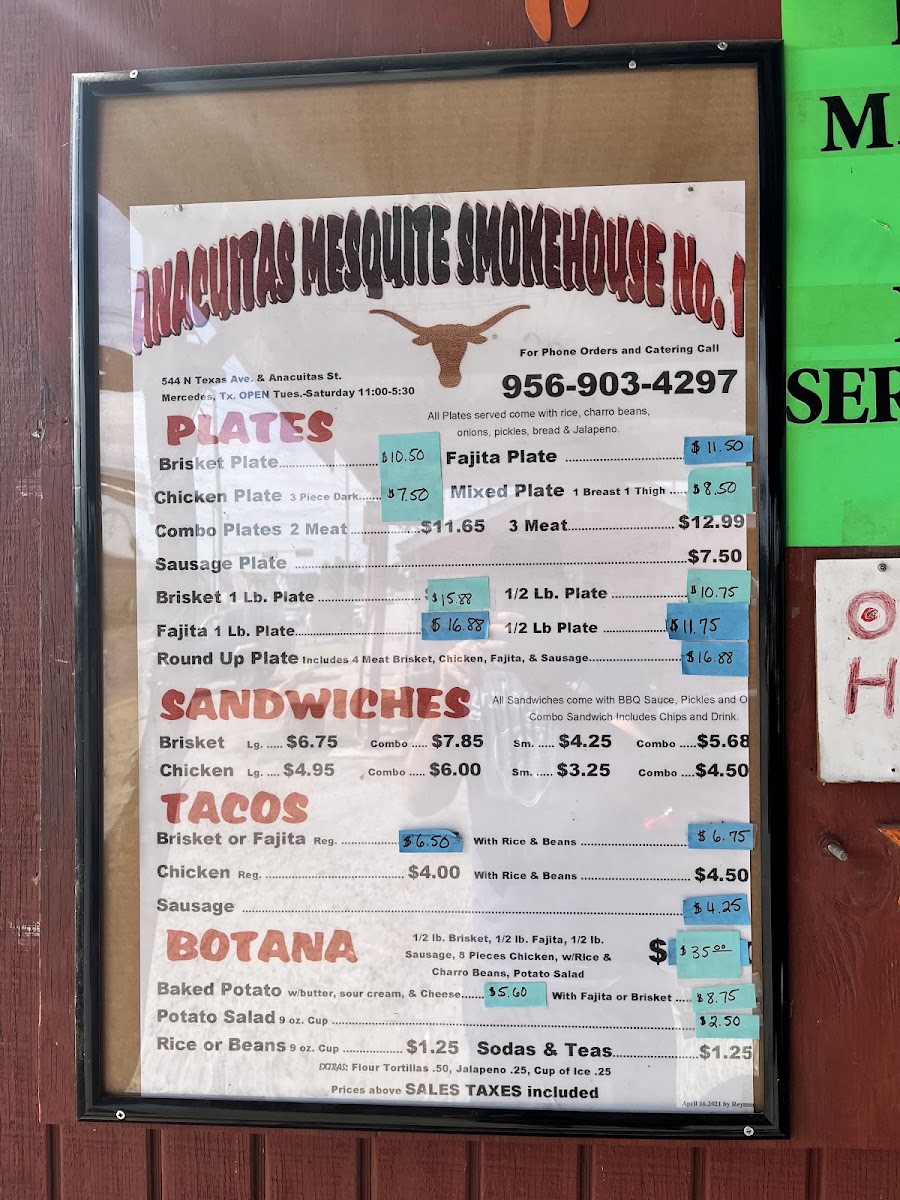 ANACUITAS MESQUITE SMOKEHOUSE No. 1
For Phone Orders and Catering Call
544 N Texas Ave. & Anacuitas St.
956-903-4297
Mercedes, Tx. OPEN Tues.-Saturday 11:00-5:30
All Plates served come with rice, charro beans,
onions, pickles, bread & Jalapeno.
PLATES
Brisket Plate $10.50 Fajita Plate $11.50
Chicken Plate 3 Piece Dark $7.50 Mixed Plate 1 Breast 1 Thigh $8.50
Combo Plates 2 Meat $11.65 3 Meat $12.99
Sausage Plate $7.50
Brisket 1 Lb. Plate $15.88 1/2 Lb. Plate $10.75
Fajita 1 Lb. Plate $16.88 1/2 Lb Plate $11.75
Round Up Plate Includes 4 Meat Brisket, Chicken, Fajita, & Sausage $16.88
SANDWICHES
All Sandwiches come with BBQ Sauce, Pickles and O
Combo Sandwich Includes Chips and Drink.
Brisket Lg. $6.75 Combo $7.85 Sm. $4.25 Combo $5.68
Chicken Lg. $4.95 Combo $6.00 Sm. $3.25 Combo $4.50
TACOS
Brisket or Fajita Reg. $6.50 With Rice & Beans $6.75
Chicken Reg. $4.00 With Rice & Beans $4.50
Sausage $4.25
BOTANA
1/2 lb. Brisket, 1/2 lb. Fajita, 1/2 lb.
Sausage, 8 Pieces Chicken, w/Rice &
Charro Beans, Potato Salad
$ $35.00
Baked Potato w/butter, sour cream, & Cheese $5.60 With Fajita or Brisket $8.75
Potato Salad 9 oz. Cup $2.50
Rice or Beans 9 oz. Cup $1.25 Sodas & Teas $1.25
EXTRAS: Flour Tortillas .50, Jalapeno .25, Cup of Ice .25
Prices above SALES TAXES included
April 16.2021 by
M
SER
O
H